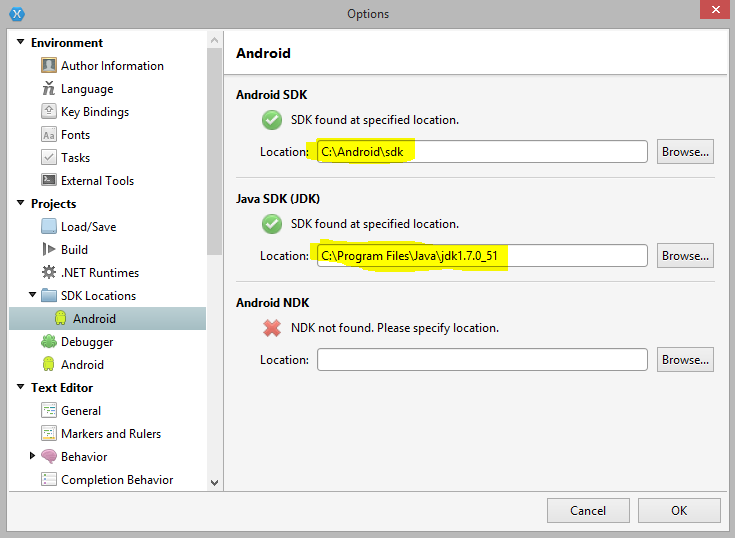 Options
Environment
Author Information
Language
Key Bindings
Fonts
Tasks
External Tools
Projects
Load/Save
Build
.NET Runtimes
SDK Locations
Android
Debugger
Android
Text Editor
General
Markers and Rulers
Behavior
Completion Behavior
Android
Android SDK
SDK found at specified location.
Location: C:\Android\sdk Browse...
Java SDK (JDK)
SDK found at specified location.
Location: C:\Program Files\Java\jdk1.7.0_51 Browse...
Android NDK
NDK not found. Please specify location.
Location: Browse...
Cancel OK